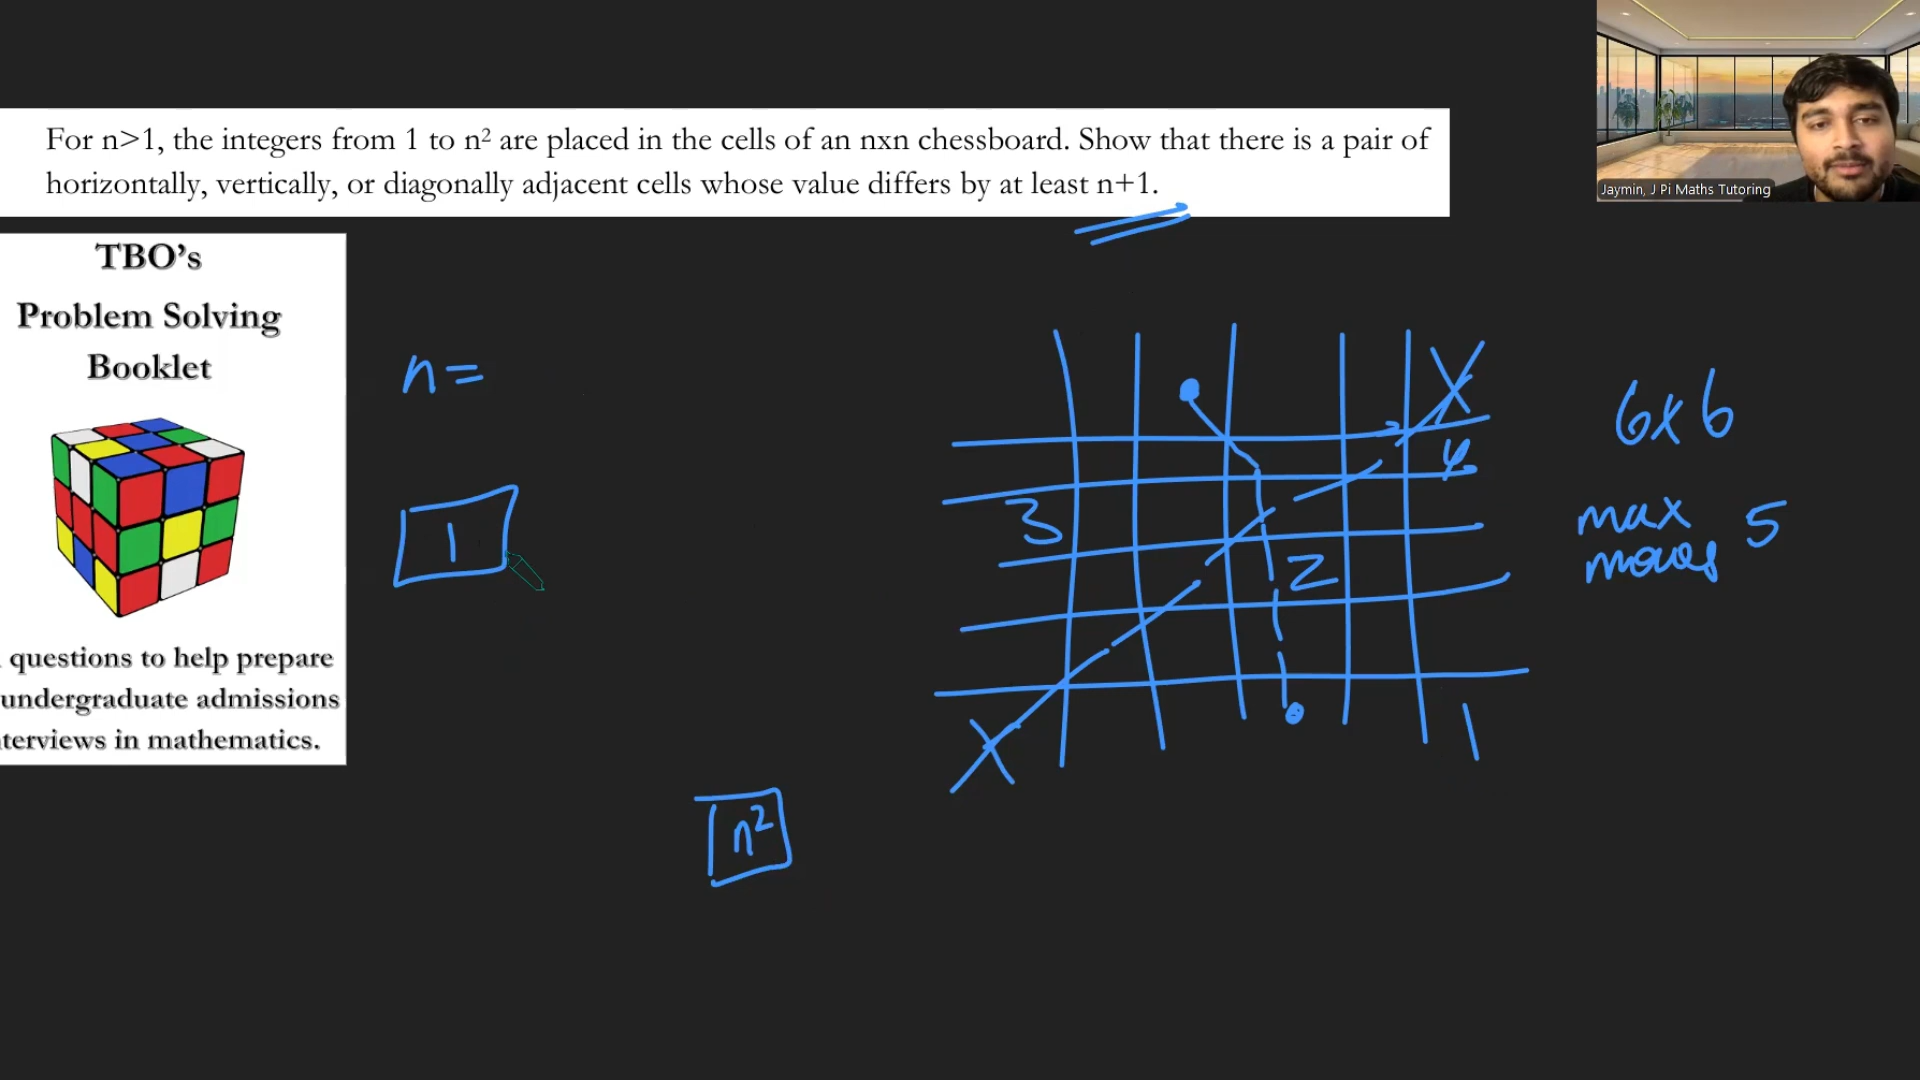 For n>1, the integers from 1 to n² are placed in the cells of an nxn chessboard. Show that there is a pair of
horizontally, vertically, or diagonally adjacent cells whose value differs by at least n+1.
Jaymin, J Pi Maths Tutoring
TBO's
Problem Solving
Booklet
questions to help prepare
undergraduate admissions
terviews in mathematics.
n=
1
n²
X
3
2
X
1
6x6
max
moves 5